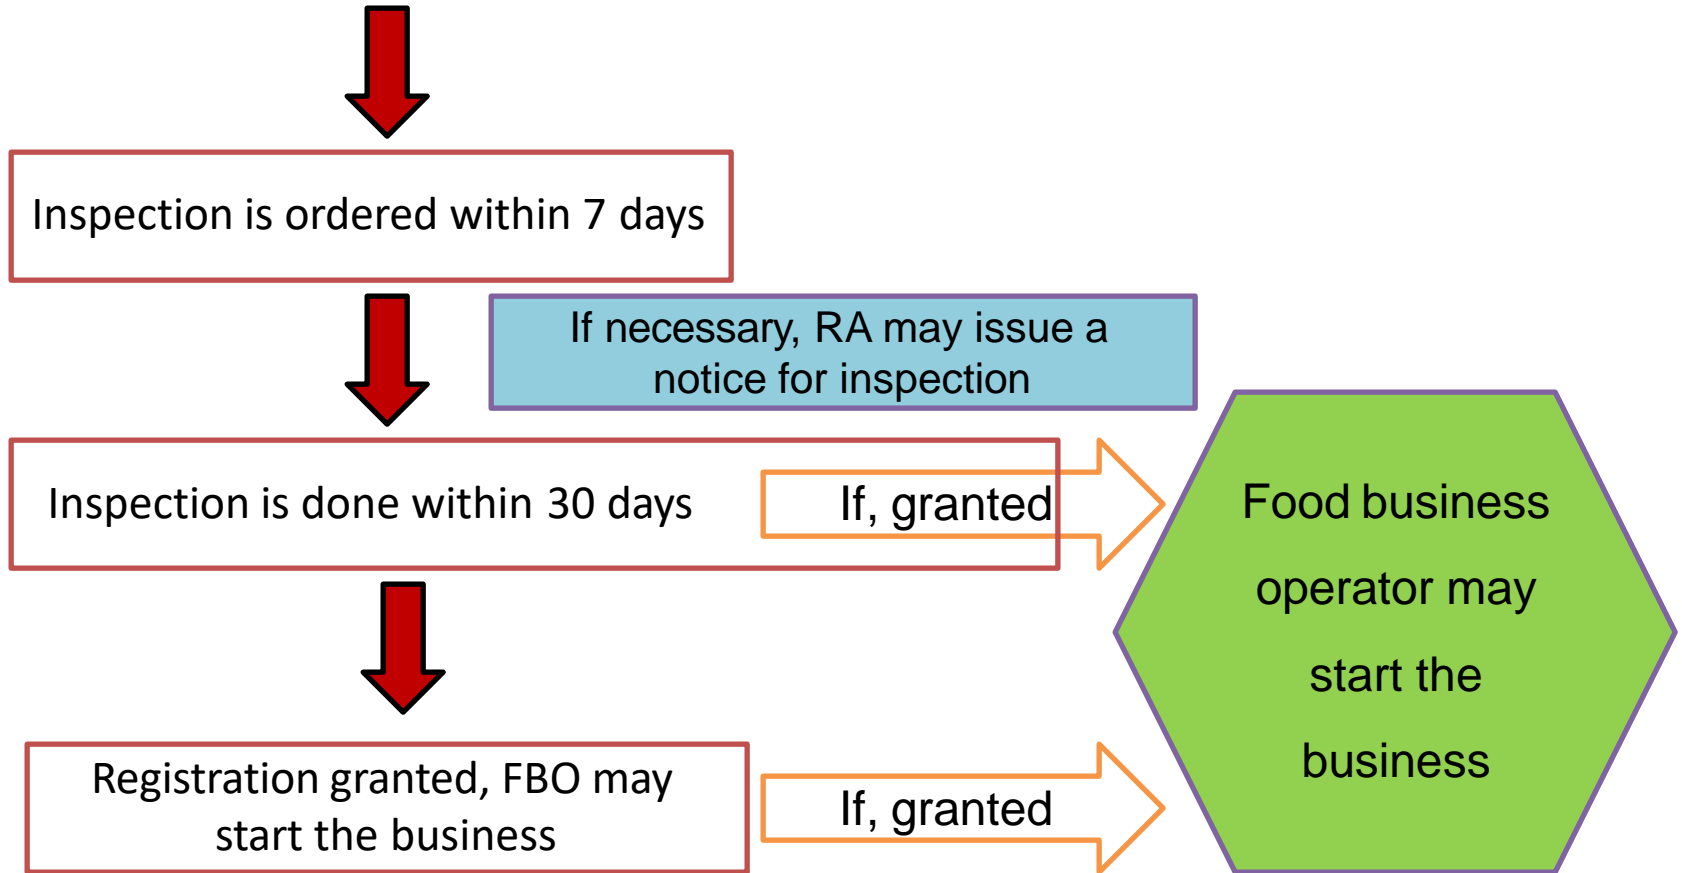 Inspection is ordered within 7 days
If necessary, RA may issue a
notice for inspection
Inspection is done within 30 days
If, granted
Food business
operator may
start the
business
Registration granted, FBO may
start the business
If, granted